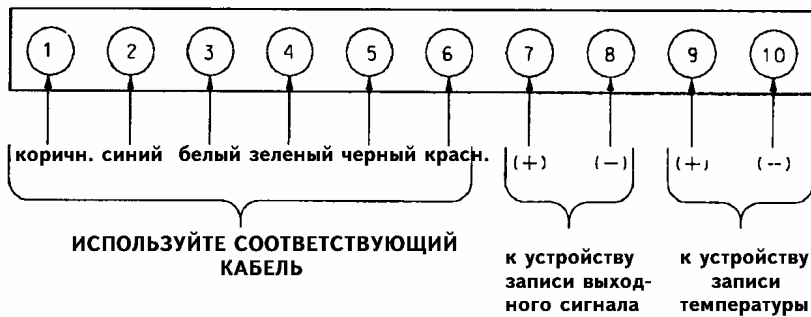 1 2 3 4 5 6 7 8 9 10
коричн. синий белый зеленый черный красн.
(+) (−) (+) (--)
ИСПОЛЬЗУЙТЕ СООТВЕТСТВУЮЩИЙ
КАБЕЛЬ
к устройству
записи выход-
ного сигнала
к устройству
записи
температуры